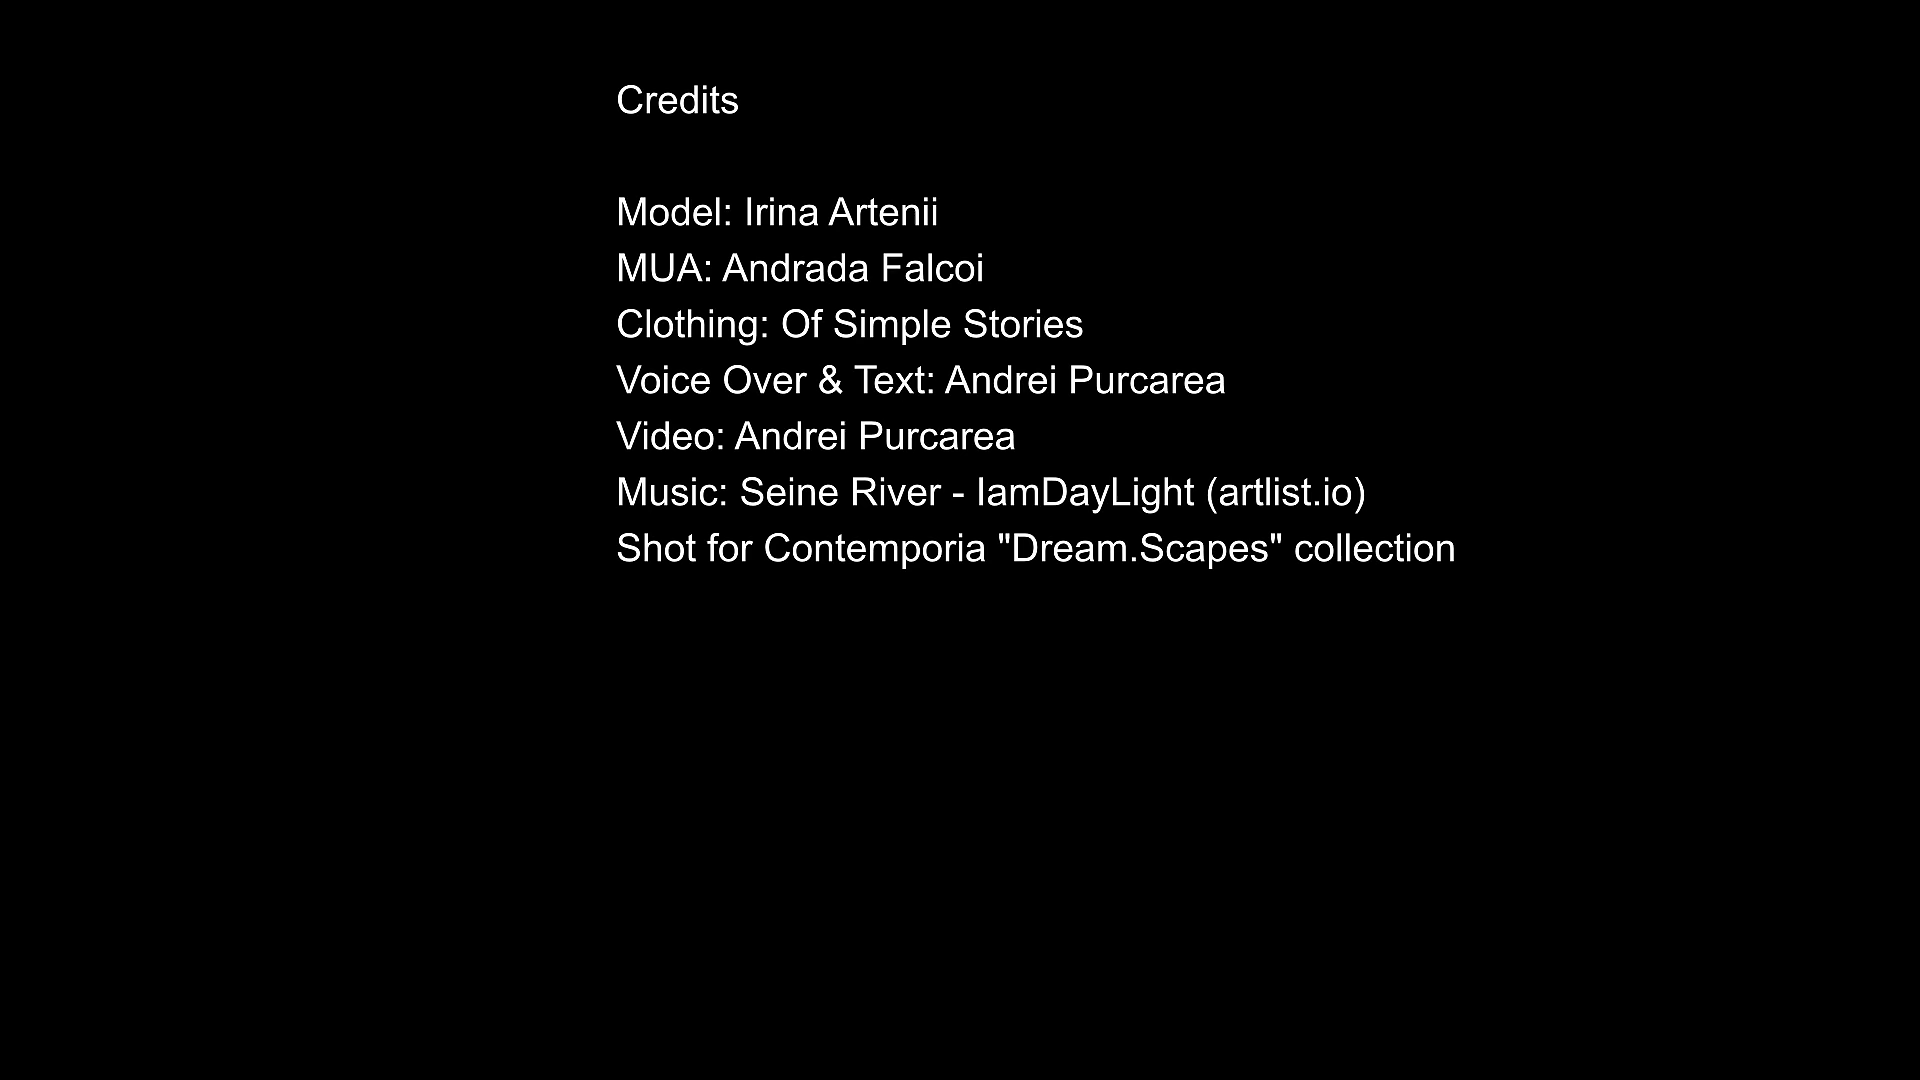 Credits
Model: Irina Artenii
MUA: Andrada Falcoi
Clothing: Of Simple Stories
Voice Over & Text: Andrei Purcarea
Video: Andrei Purcarea
Music: Seine River - IamDayLight (artlist.io)
Shot for Contemporia "Dream.Scapes" collection